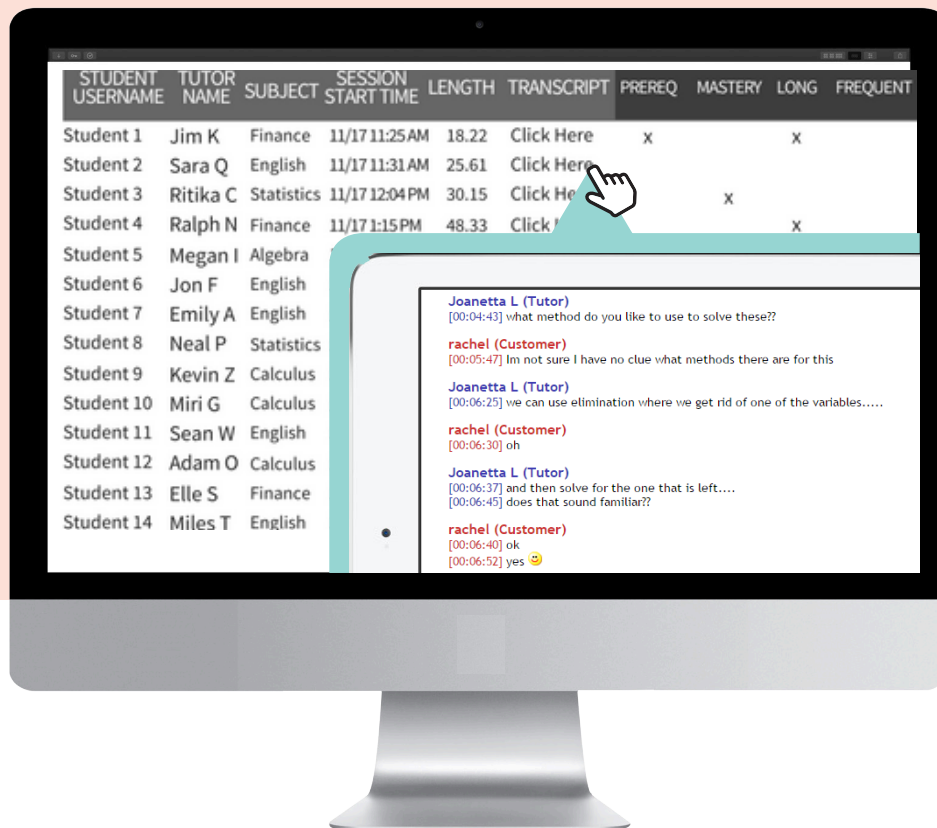 STUDENT USERNAME TUTOR NAME SUBJECT SESSION START TIME LENGTH TRANSCRIPT PREREQ MASTERY LONG FREQUENT
Student 1 Jim K Finance 11/17 11:25 AM 18.22 Click Here x x
Student 2 Sara Q English 11/17 11:31 AM 25.61 Click Here
Student 3 Ritika C Statistics 11/17 12:04 PM 30.15 Click x
Student 4 Ralph N Finance 11/17 1:15 PM 48.33 Click x
Student 5 Megan I Algebra
Student 6 Jon F English
Student 7 Emily A English
Student 8 Neal P Statistics
Student 9 Kevin Z Calculus
Student 10 Miri G Calculus
Student 11 Sean W English
Student 12 Adam O Calculus
Student 13 Elle S Finance
Student 14 Miles T English
Joanetta L (Tutor)
[00:04:43] what method do you like to use to solve these??
rachel (Customer)
[00:05:47] Im not sure I have no clue what methods there are for this
Joanetta L (Tutor)
[00:06:25] we can use elimination where we get rid of one of the variables.....
rachel (Customer)
[00:06:30] oh
Joanetta L (Tutor)
[00:06:37] and then solve for the one that is left....
[00:06:45] does that sound familiar??
rachel (Customer)
[00:06:40] ok
[00:06:52] yes